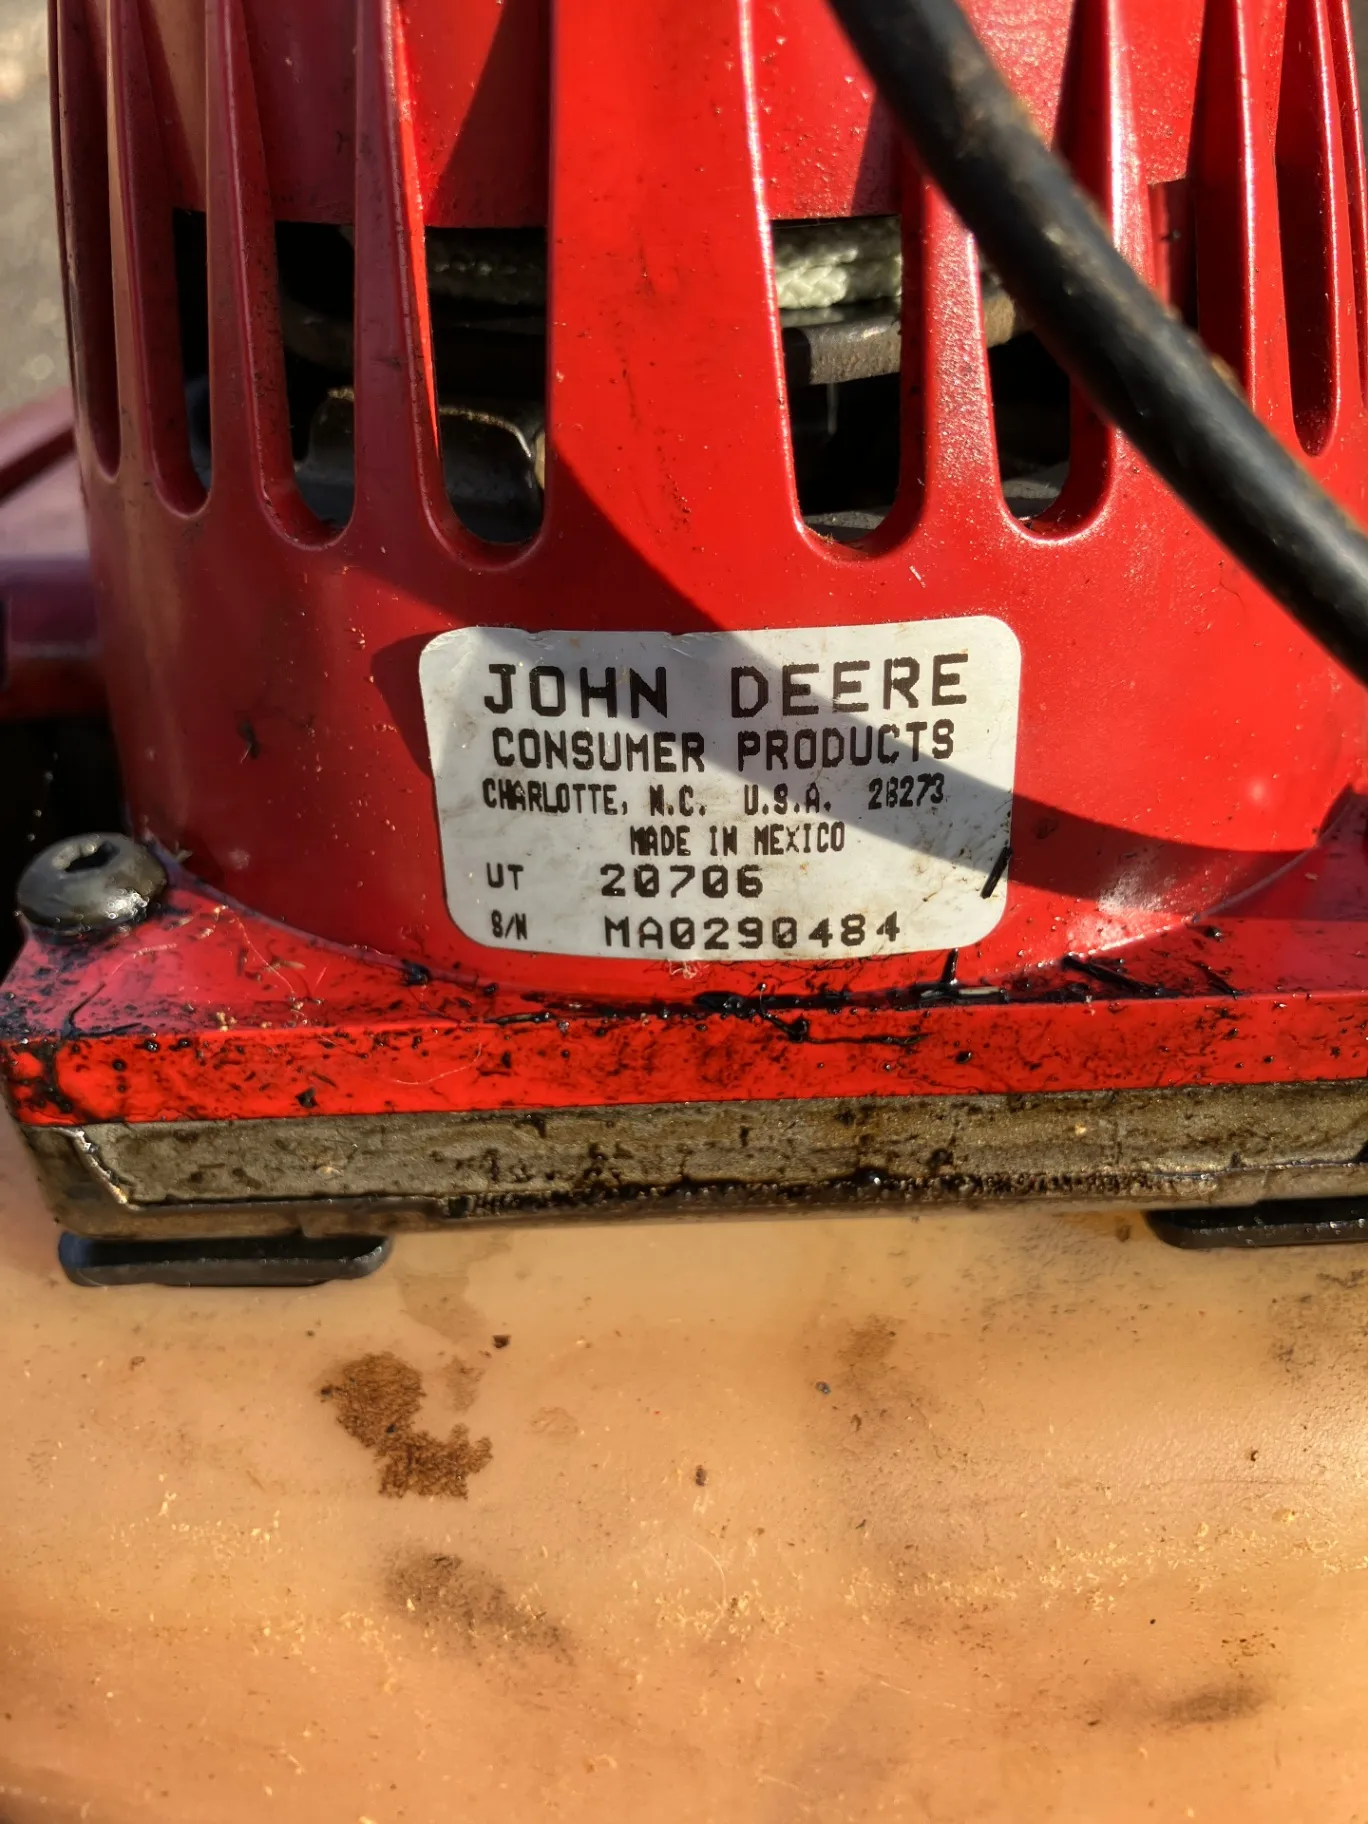 JOHN DEERE
CONSUMER PRODUCTS
CHARLOTTE, N.C. U.S.A. 28273
MADE IN MEXICO
UT 20706
S/N MA0290484